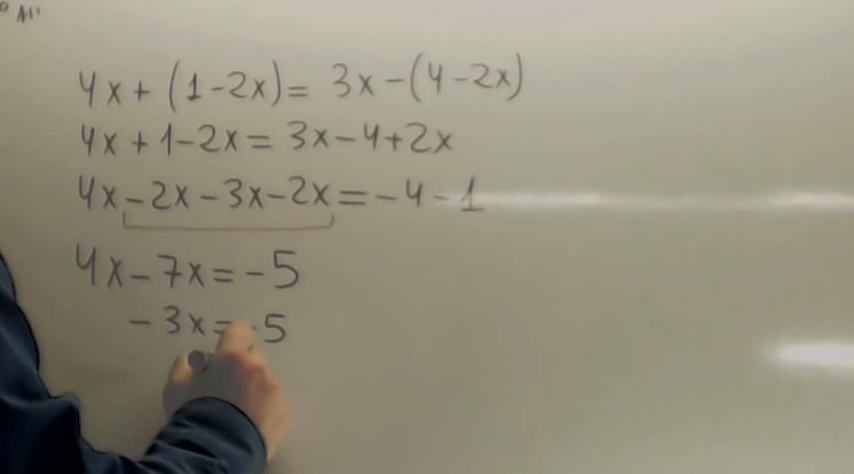 4x + (1-2x) = 3x - (4-2x)
4x + 1-2x = 3x-4+2x
4x-2x-3x-2x = -4-1
4x-7x = -5
-3x = -5